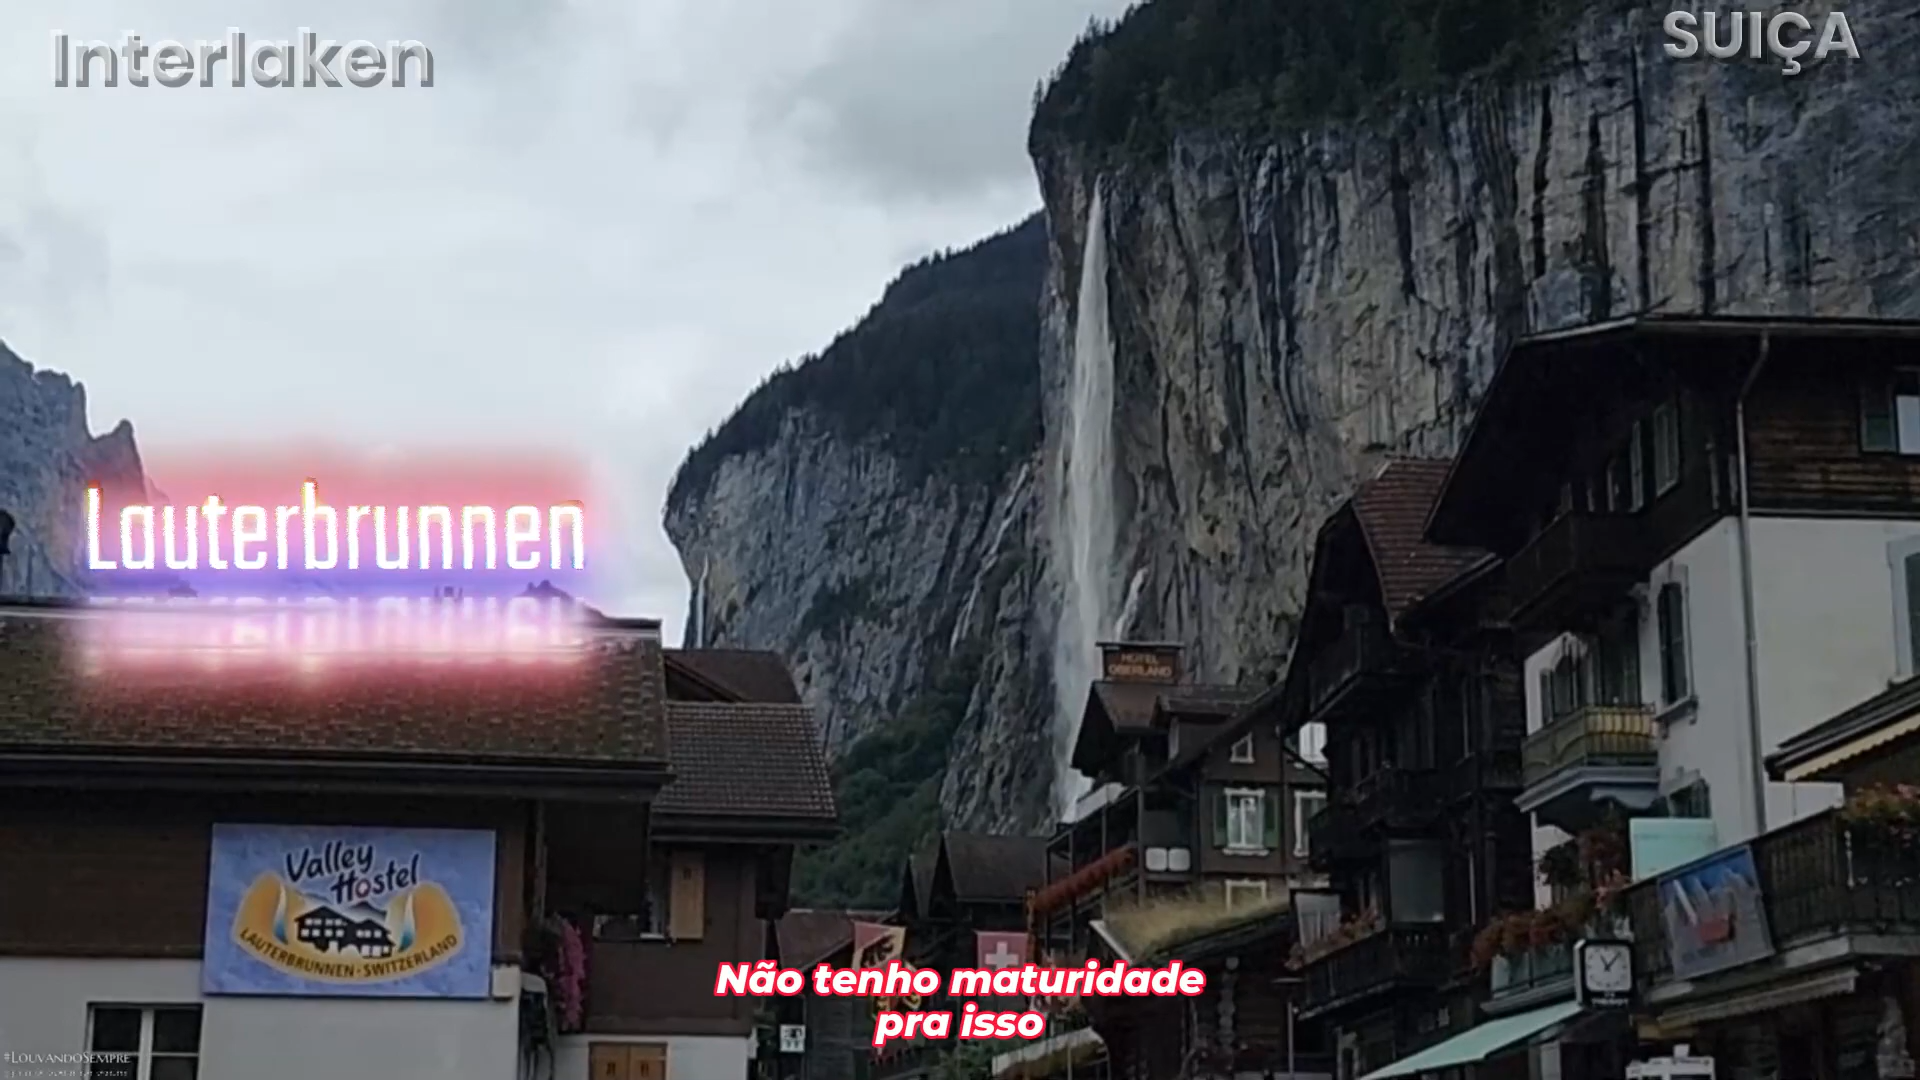 Interlaken
SUIÇA
Lauterbrunnen
HOTEL
OBERLAND
Valley
Hostel
LAUTERBRUNNEN - SWITZERLAND
Não tenho maturidade
pra isso
#LOUVANDOSEMPRE